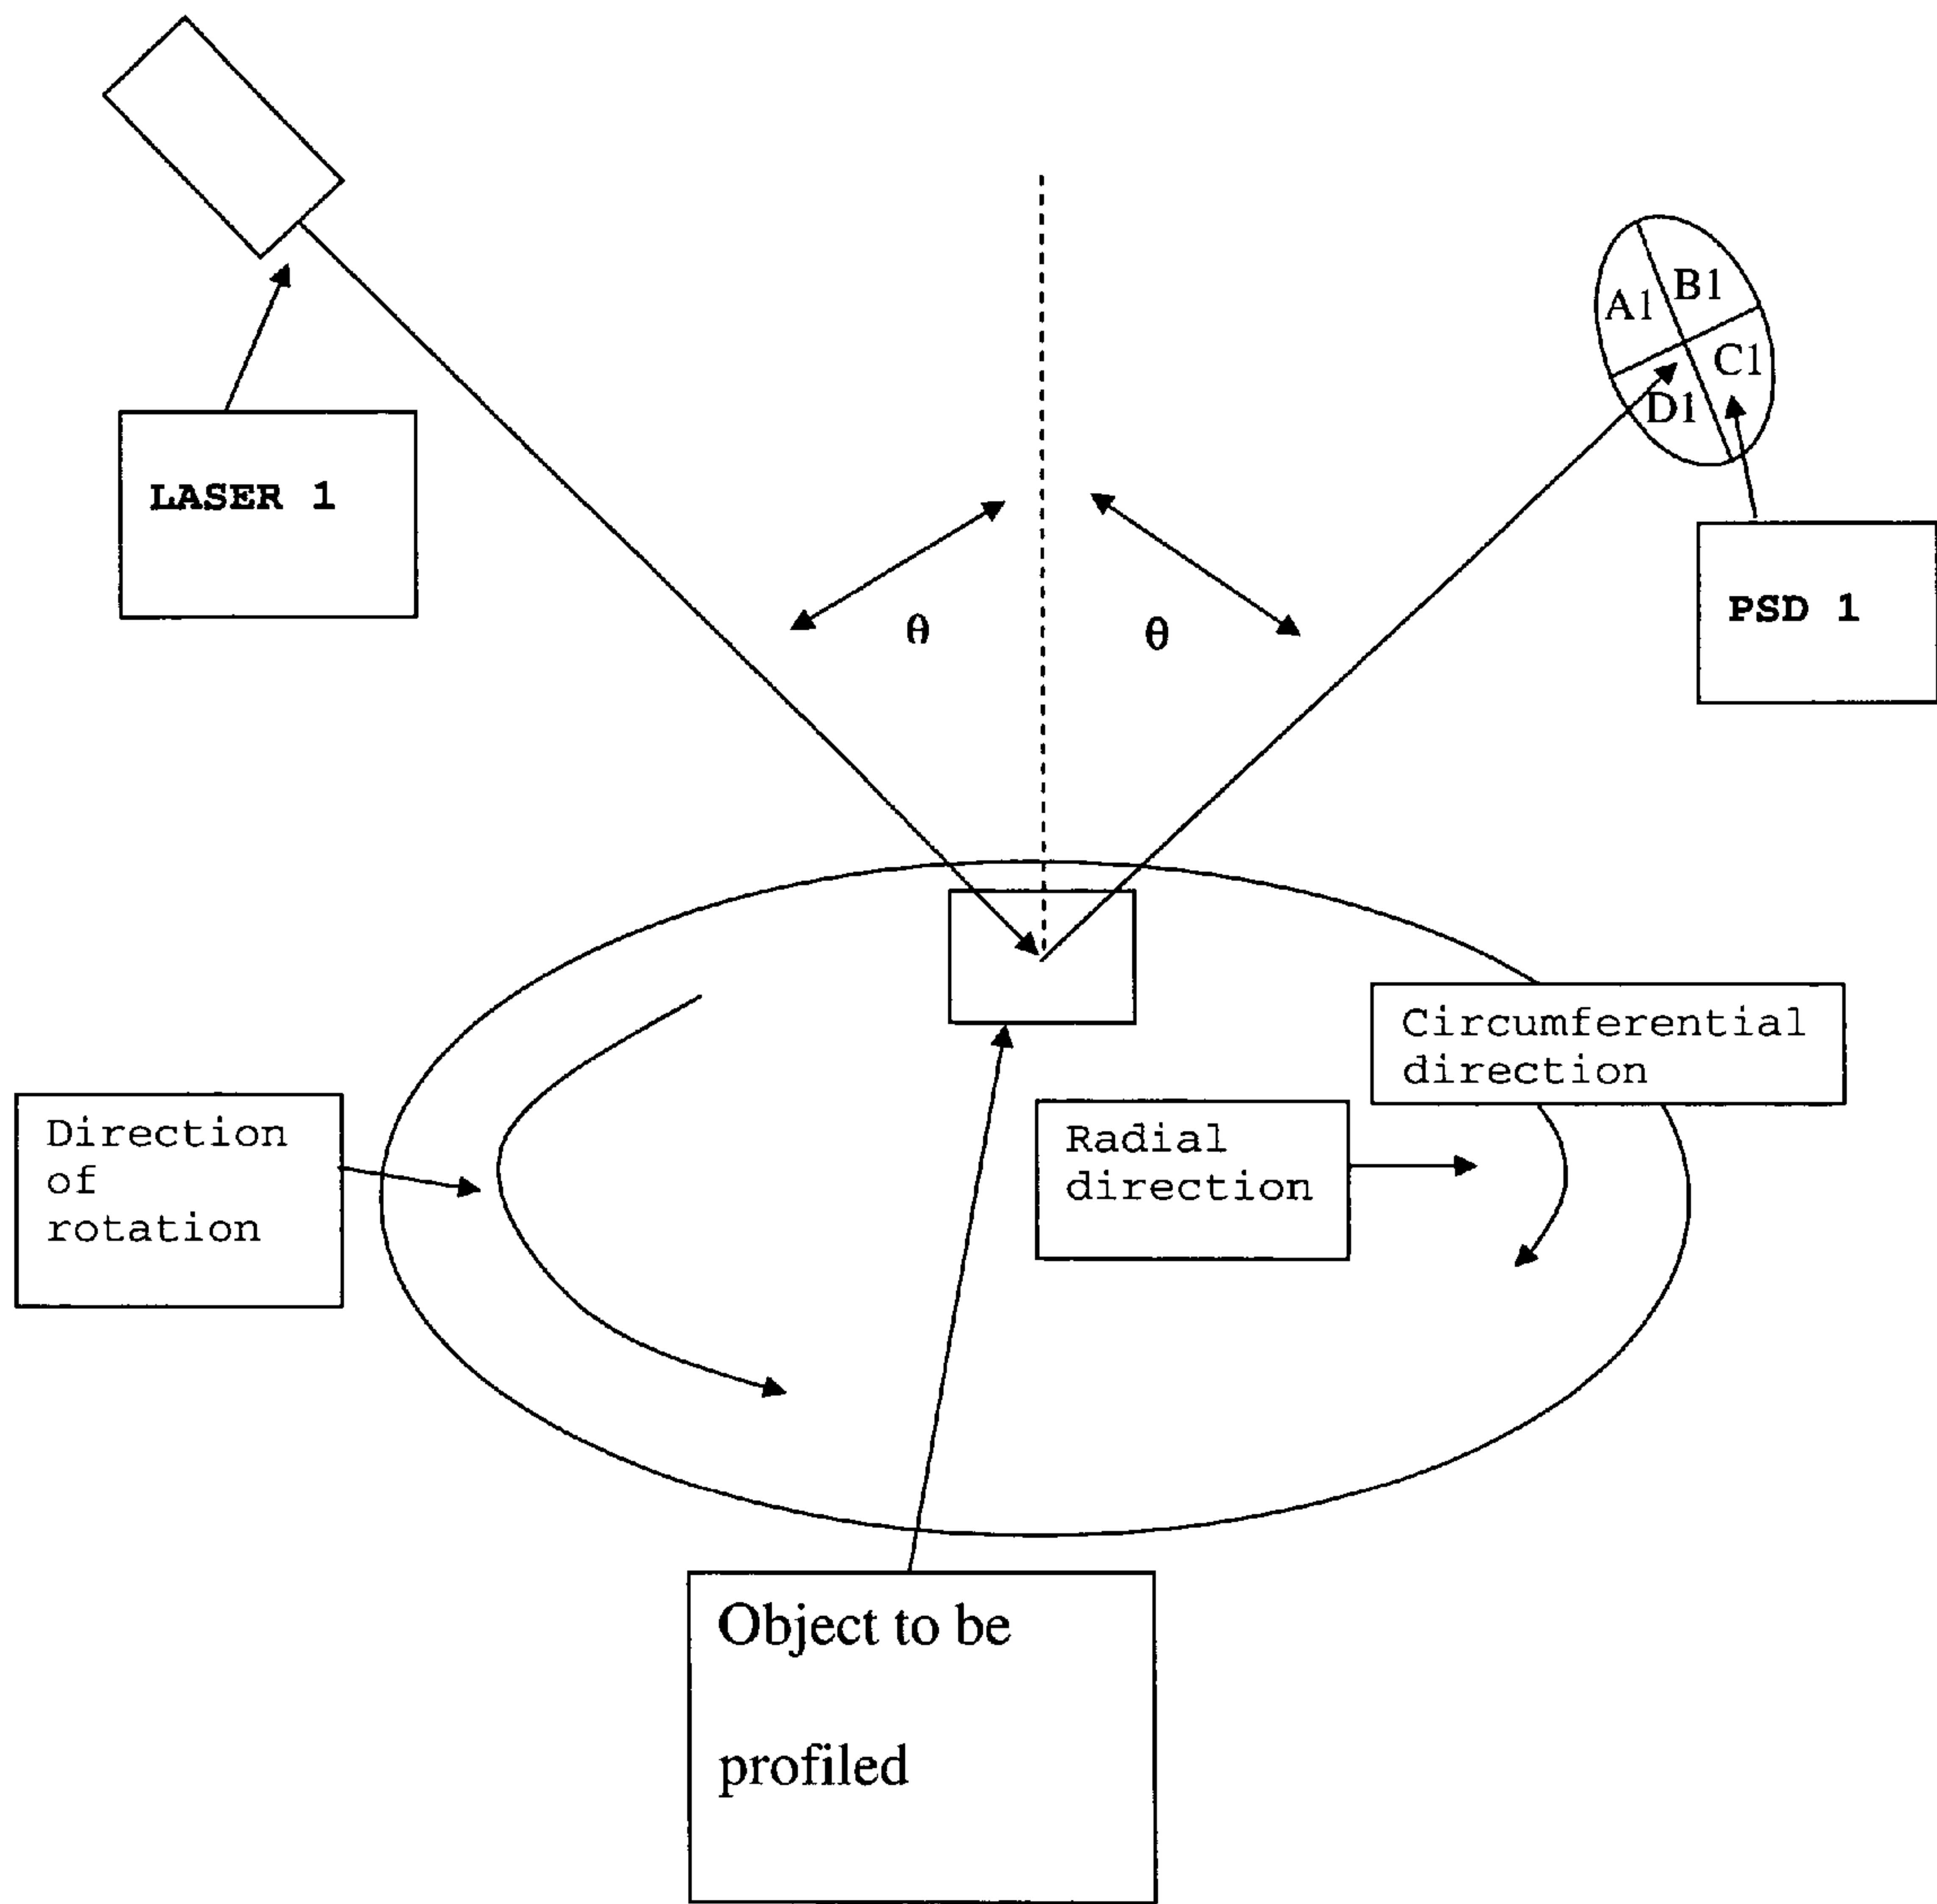 B1
A1
C1
D1
LASER 1
θ
θ
PSD 1
Circumferential
direction
Direction
of
rotation
Radial
direction
Object to be
profiled